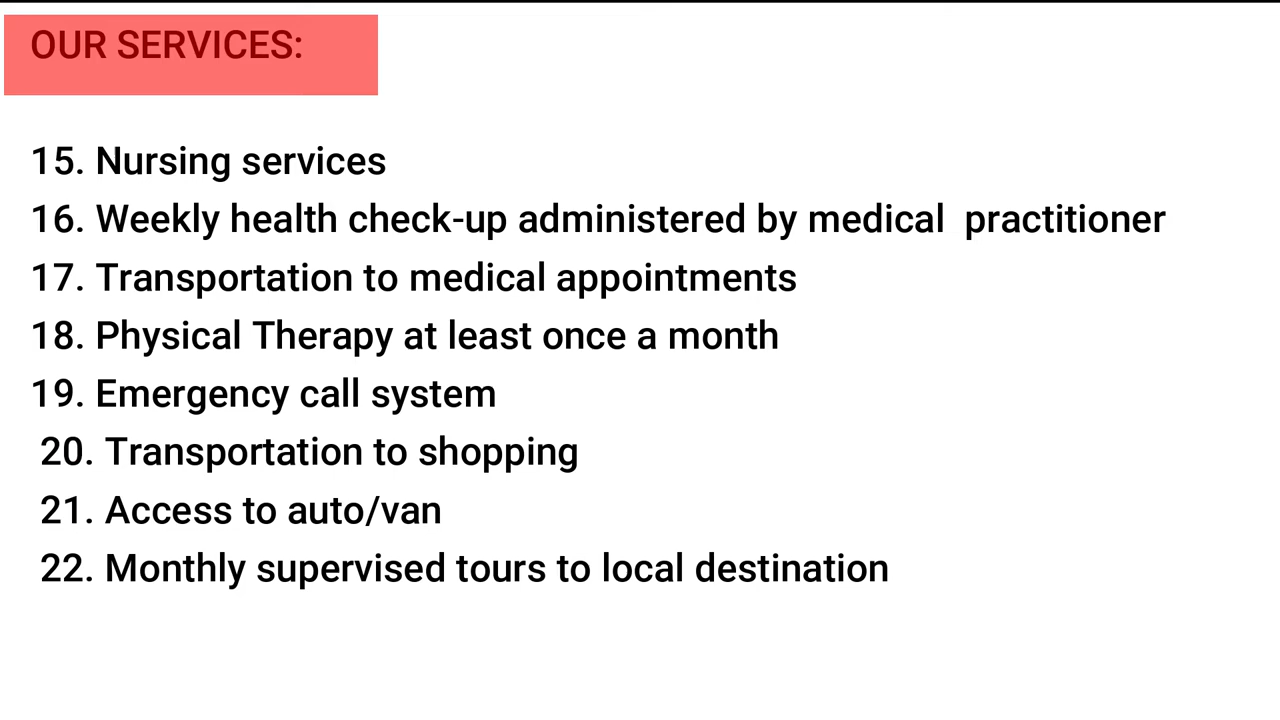 OUR SERVICES:
15. Nursing services
16. Weekly health check-up administered by medical  practitioner
17. Transportation to medical appointments
18. Physical Therapy at least once a month
19. Emergency call system
20. Transportation to shopping
21. Access to auto/van
22. Monthly supervised tours to local destination